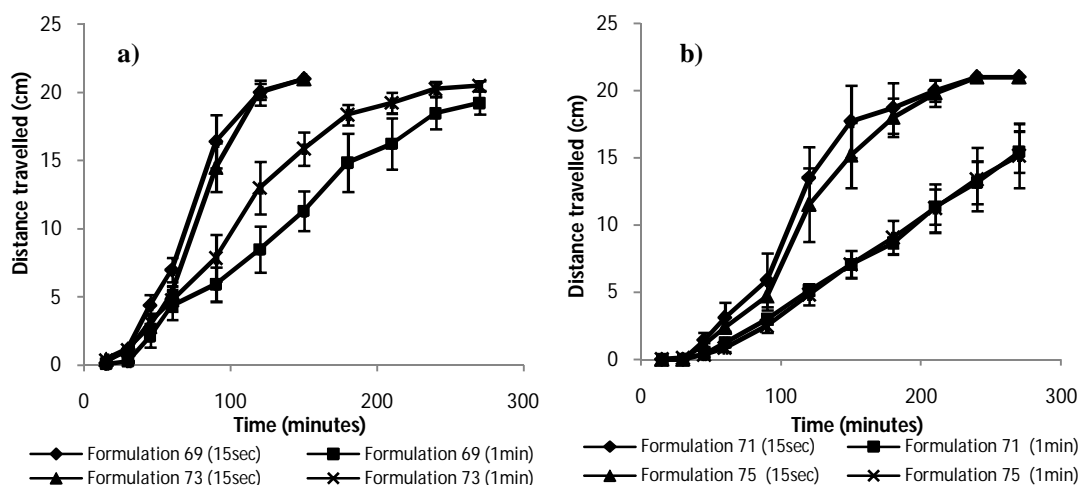 a)
Distance travelled (cm)
25
20
15
10
5
0
0 100 200 300
Time (minutes)
Formulation 69 (15sec) Formulation 69 (1min)
Formulation 73 (15sec) Formulation 73 (1min)
b)
Distance travelled (cm)
25
20
15
10
5
0
0 100 200 300
Time (minutes)
Formulation 71 (15sec) Formulation 71 (1min)
Formulation 75 (15sec) Formulation 75 (1min)